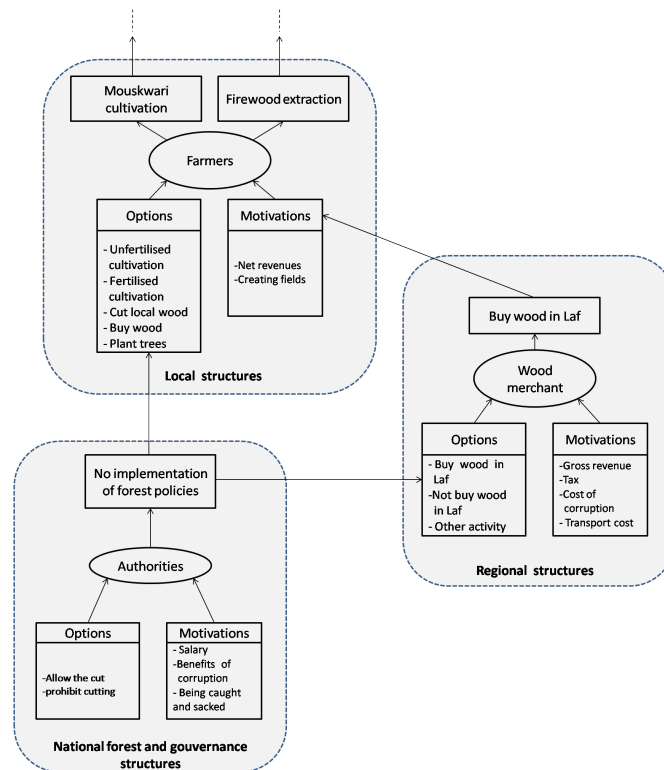 Mouskwari
cultivation
Firewood extraction
Farmers
Options
- Unfertilised
cultivation
- Fertilised
cultivation
- Cut local wood
- Buy wood
- Plant trees
Motivations
-Net revenues
-Creating fields
Local structures
Buy wood in Laf
Wood
merchant
Options
- Buy wood in
Laf
-Not buy wood
in Laf
- Other activity
Motivations
-Gross revenue
-Tax
-Cost of
corruption
-Transport cost
Regional structures
No implementation
of forest policies
Authorities
Options
-Allow the cut
-prohibit cutting
Motivations
- Salary
-Benefits of
corruption
- Being caught
and sacked
National forest and gouvernance
structures